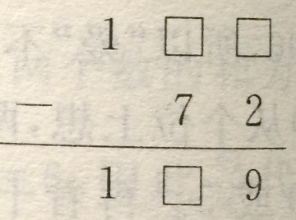 1 □ □
— 7 2
1 □ 9